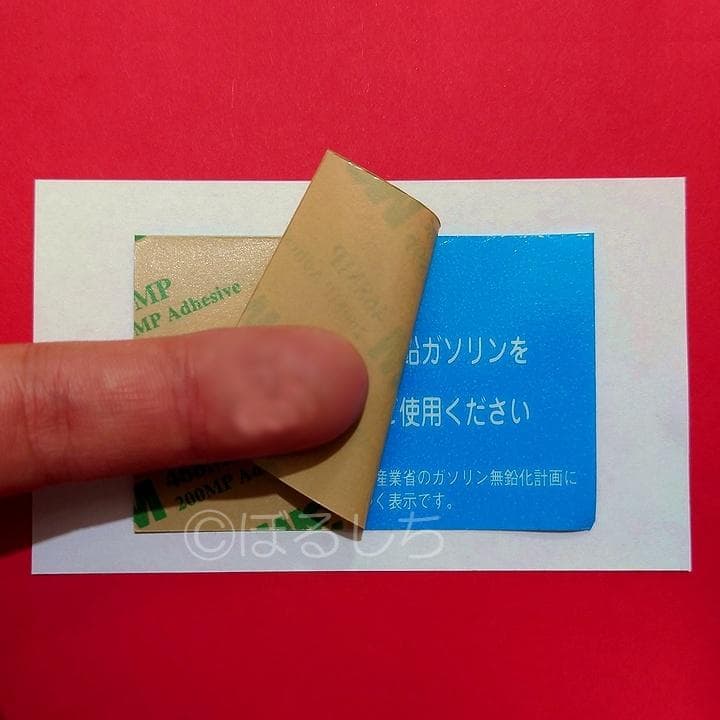 MP
MP Adhesive
200MP
鉛ガソリンを
ご使用ください
産業省のガソリン無鉛化計画に
く表示です。
©ぽるしち